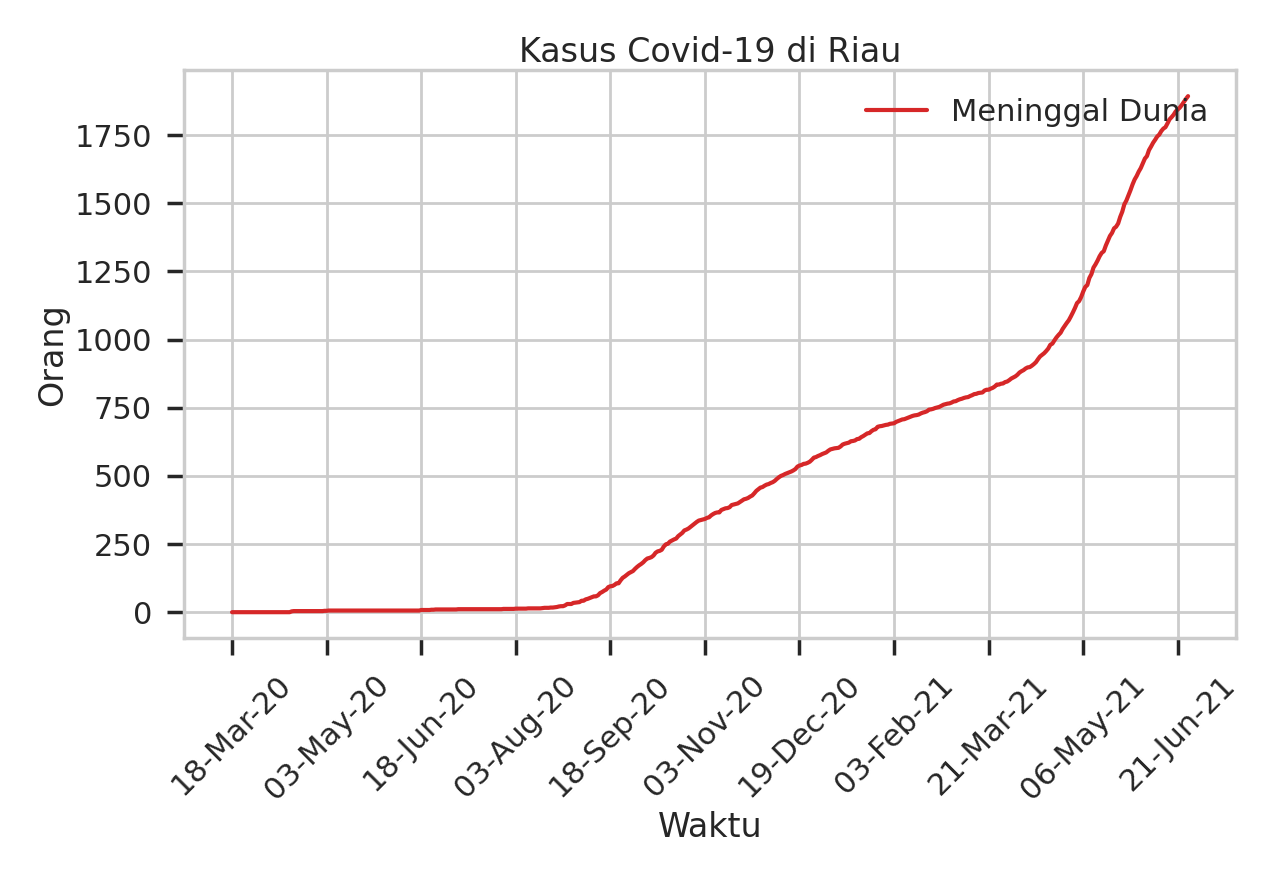 Kasus Covid-19 di Riau
Meninggal Dunia
Orang
1750
1500
1250
1000
750
500
250
0
18-Mar-20
03-May-20
18-Jun-20
03-Aug-20
18-Sep-20
03-Nov-20
19-Dec-20
03-Feb-21
21-Mar-21
06-May-21
21-Jun-21
Waktu